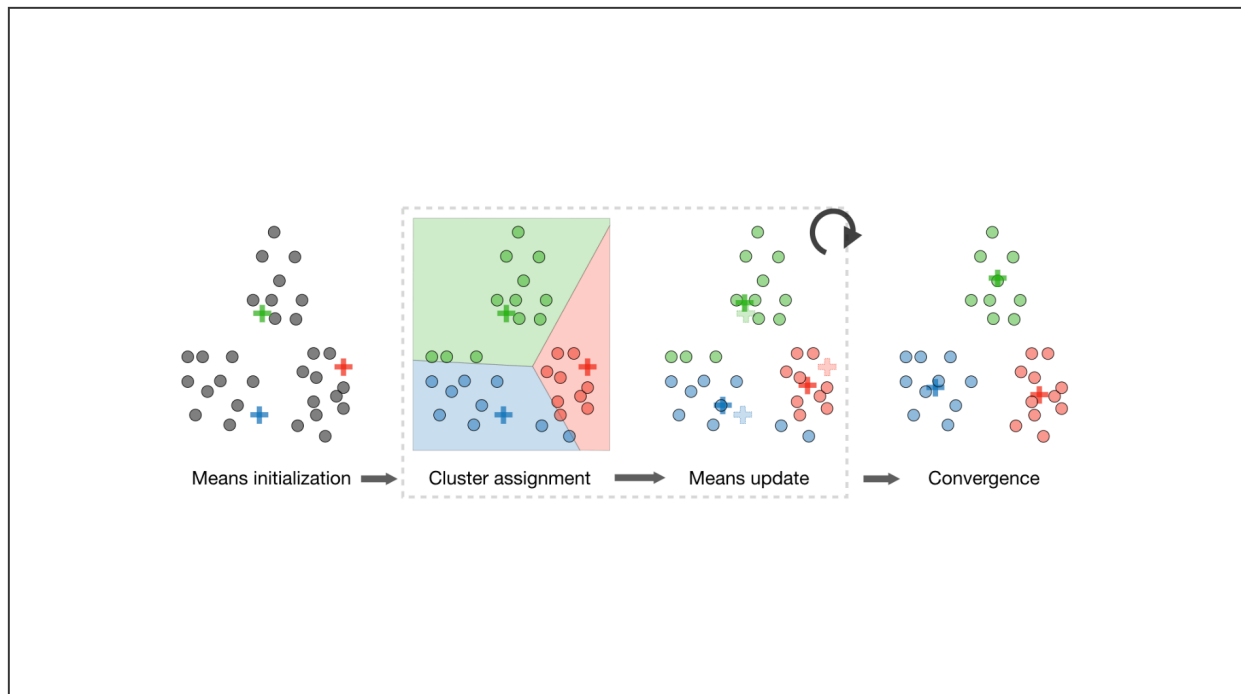 Means initialization
Cluster assignment
Means update
Convergence